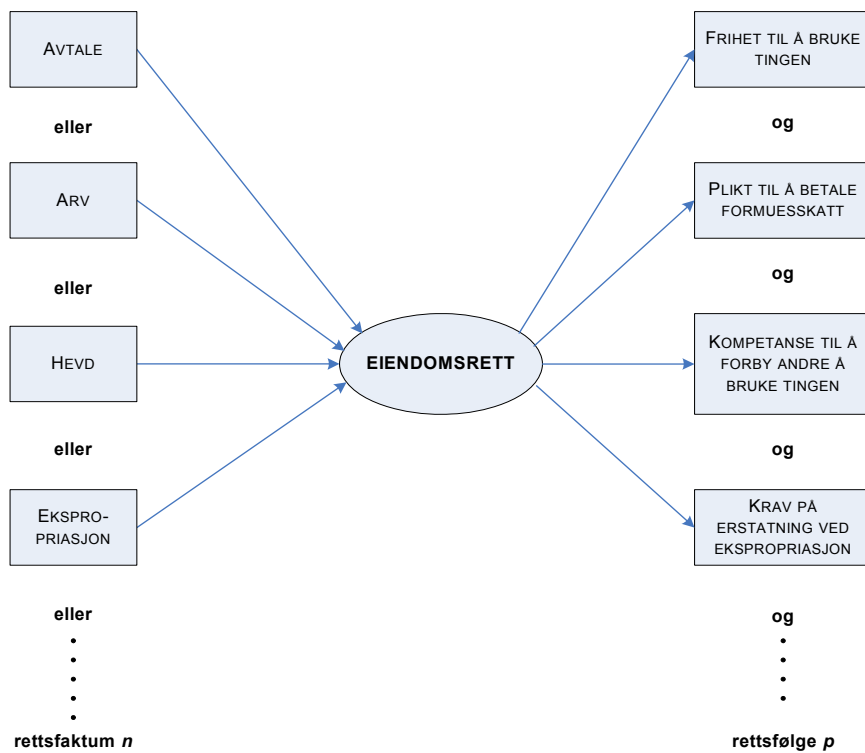 AVTALE
eller
ARV
eller
HEVD
eller
EKSPRO-
PRIASJON
eller
rettsfaktum n
EIENDOMSRETT
FRIHET TIL Å BRUKE
TINGEN
og
PLIKT TIL Å BETALE
FORMUESSKATT
og
KOMPETANSE TIL Å
FORBY ANDRE Å
BRUKE TINGEN
og
KRAV PÅ
ERSTATNING VED
EKSPROPRIASJON
og
rettsfølge p